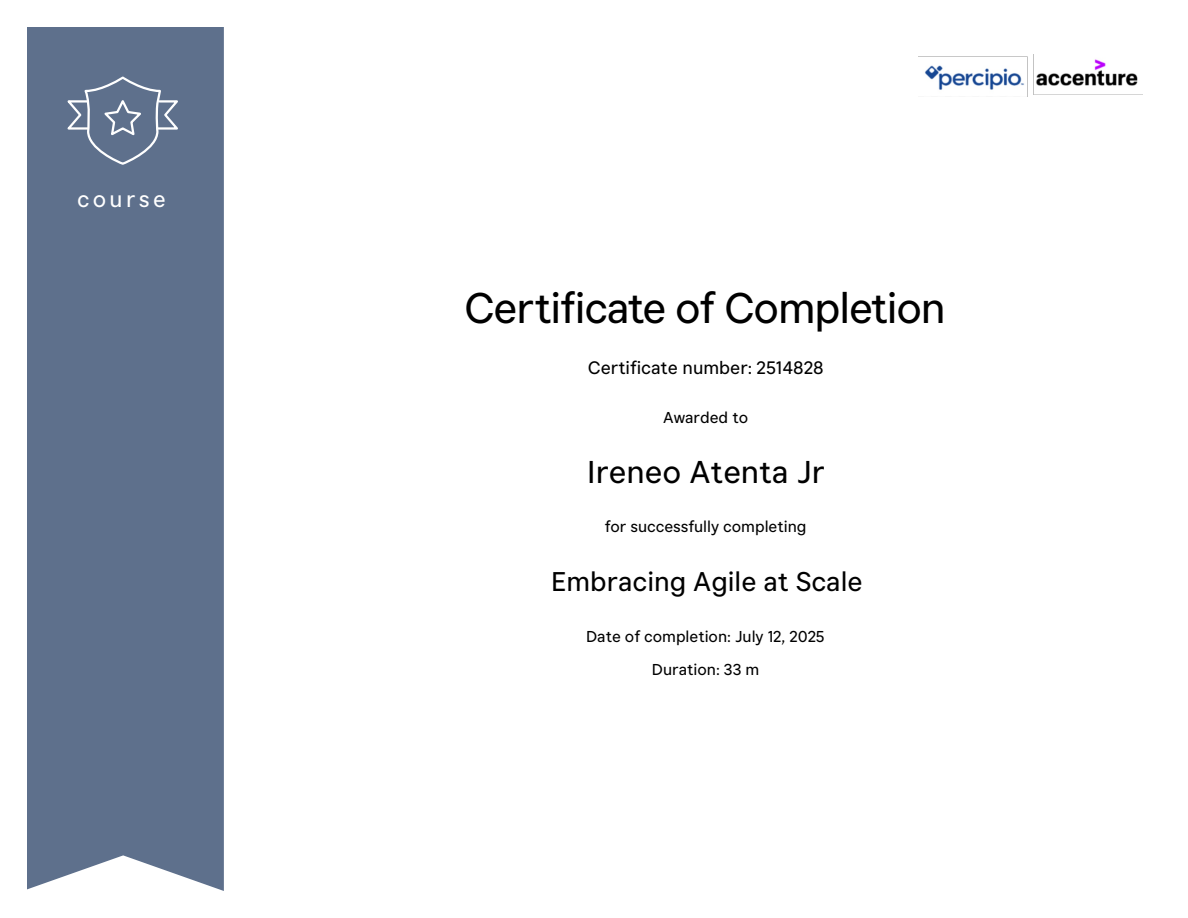 course
percipio.
accenture
Certificate of Completion
Certificate number: 2514828
Awarded to
Ireneo Atenta Jr
for successfully completing
Embracing Agile at Scale
Date of completion: July 12, 2025
Duration: 33 m